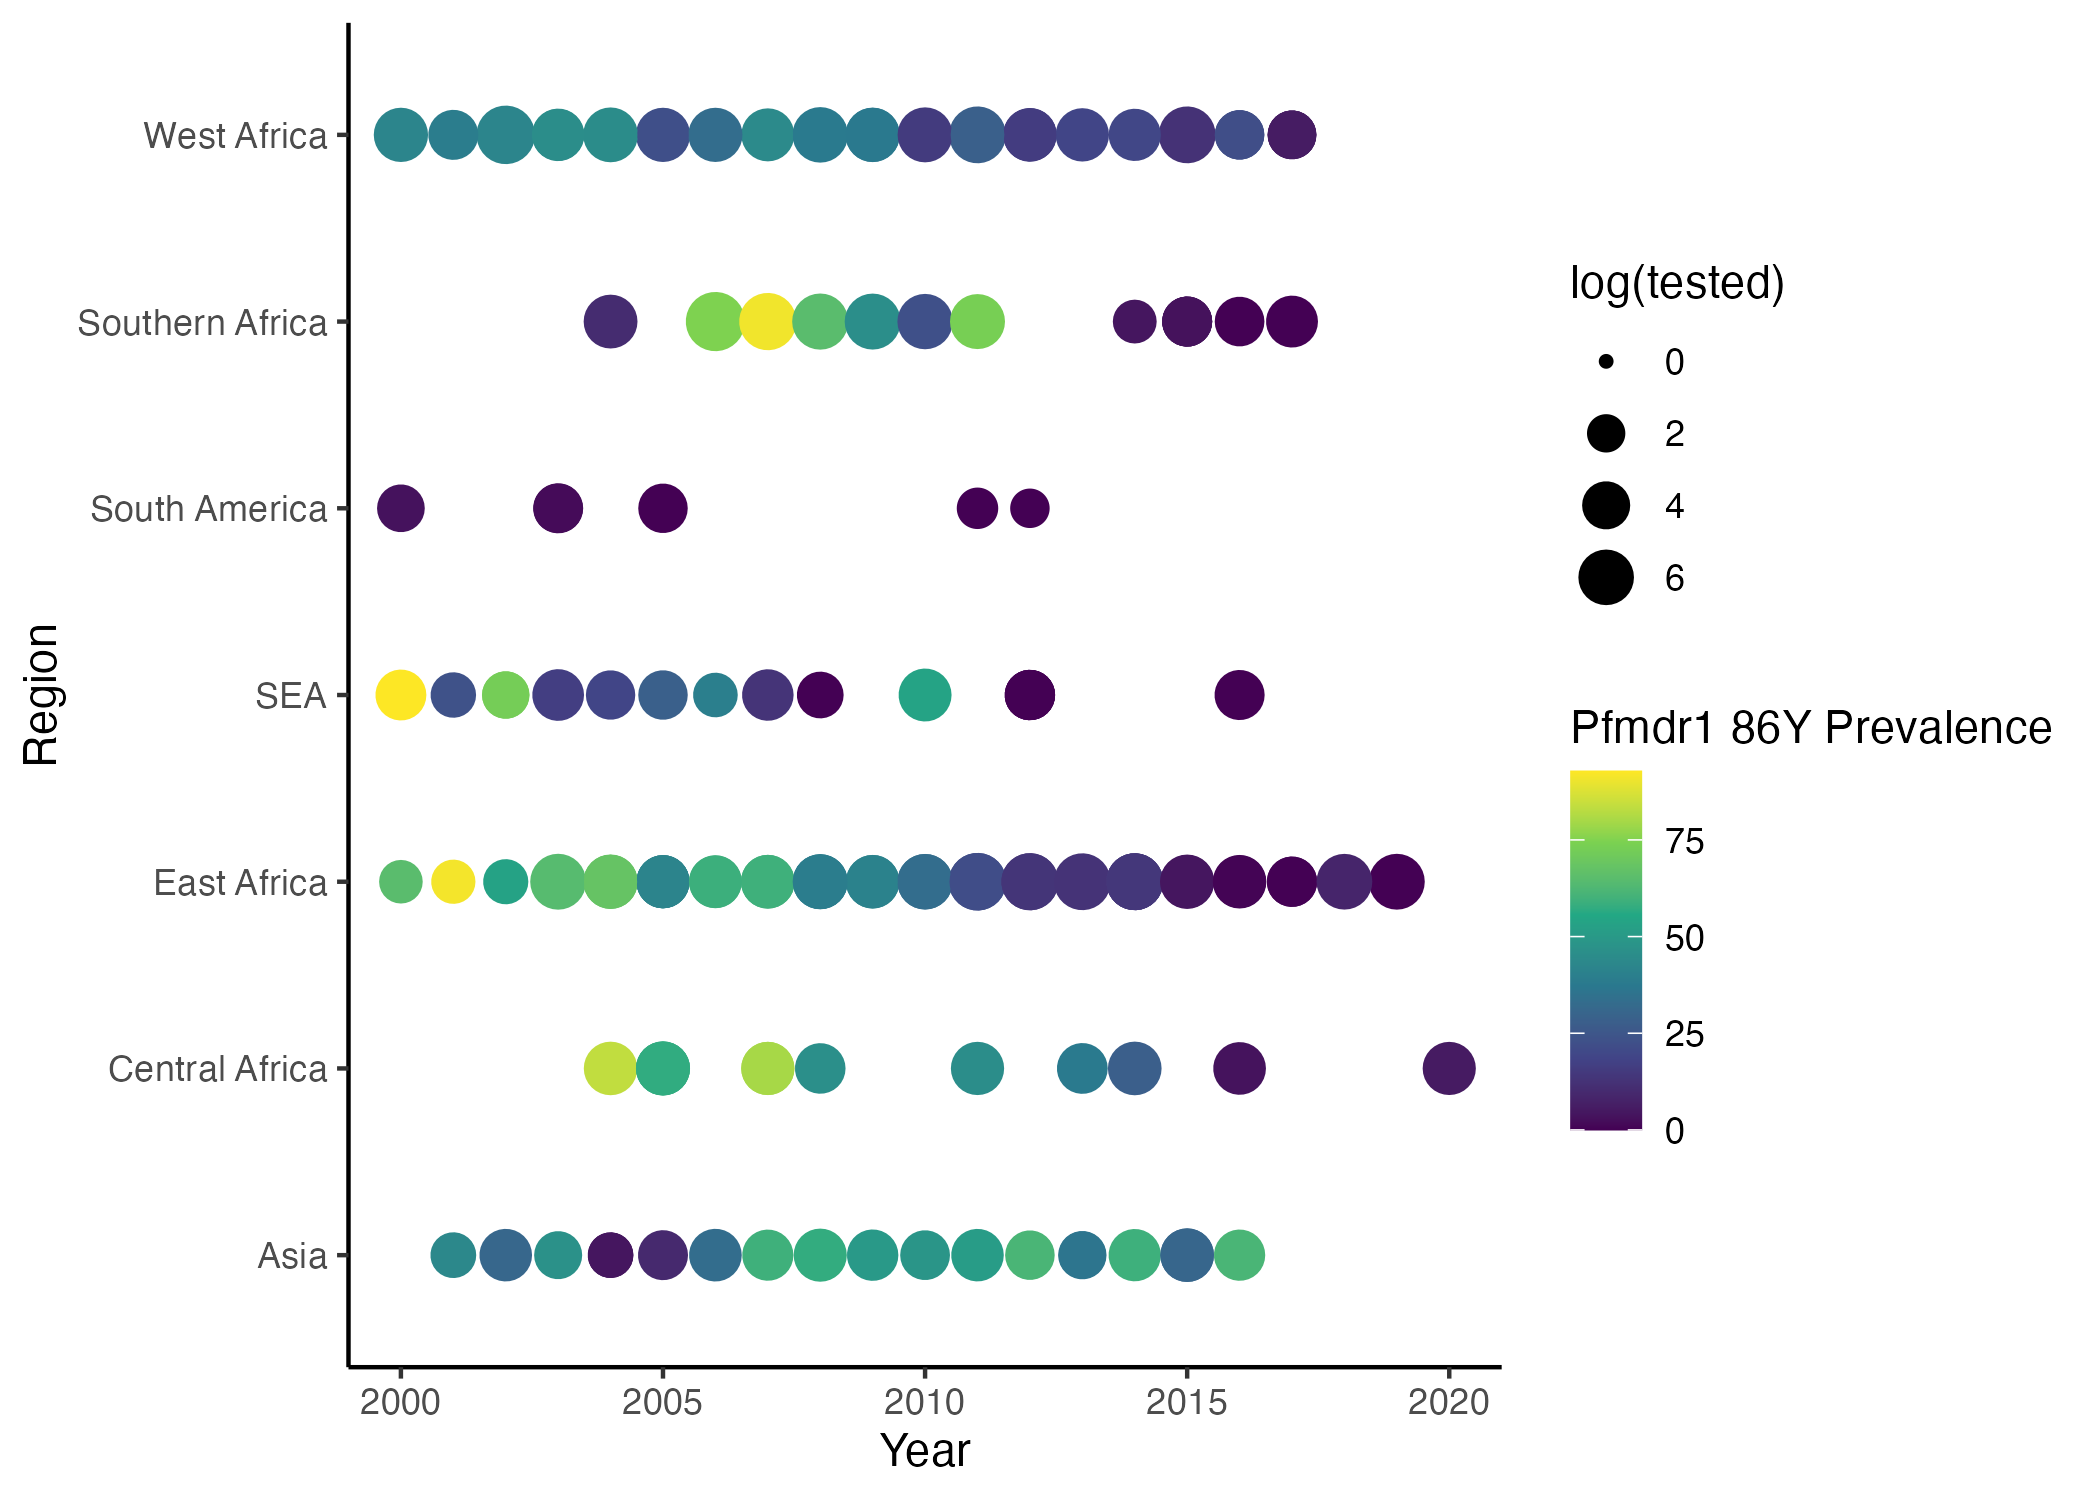 West Africa
Southern Africa
South America
SEA
East Africa
Central Africa
Asia
Region
2000 2005 2010 2015 2020
Year
log(tested)
0
2
4
6
Pfmdr1 86Y Prevalence
75
50
25
0